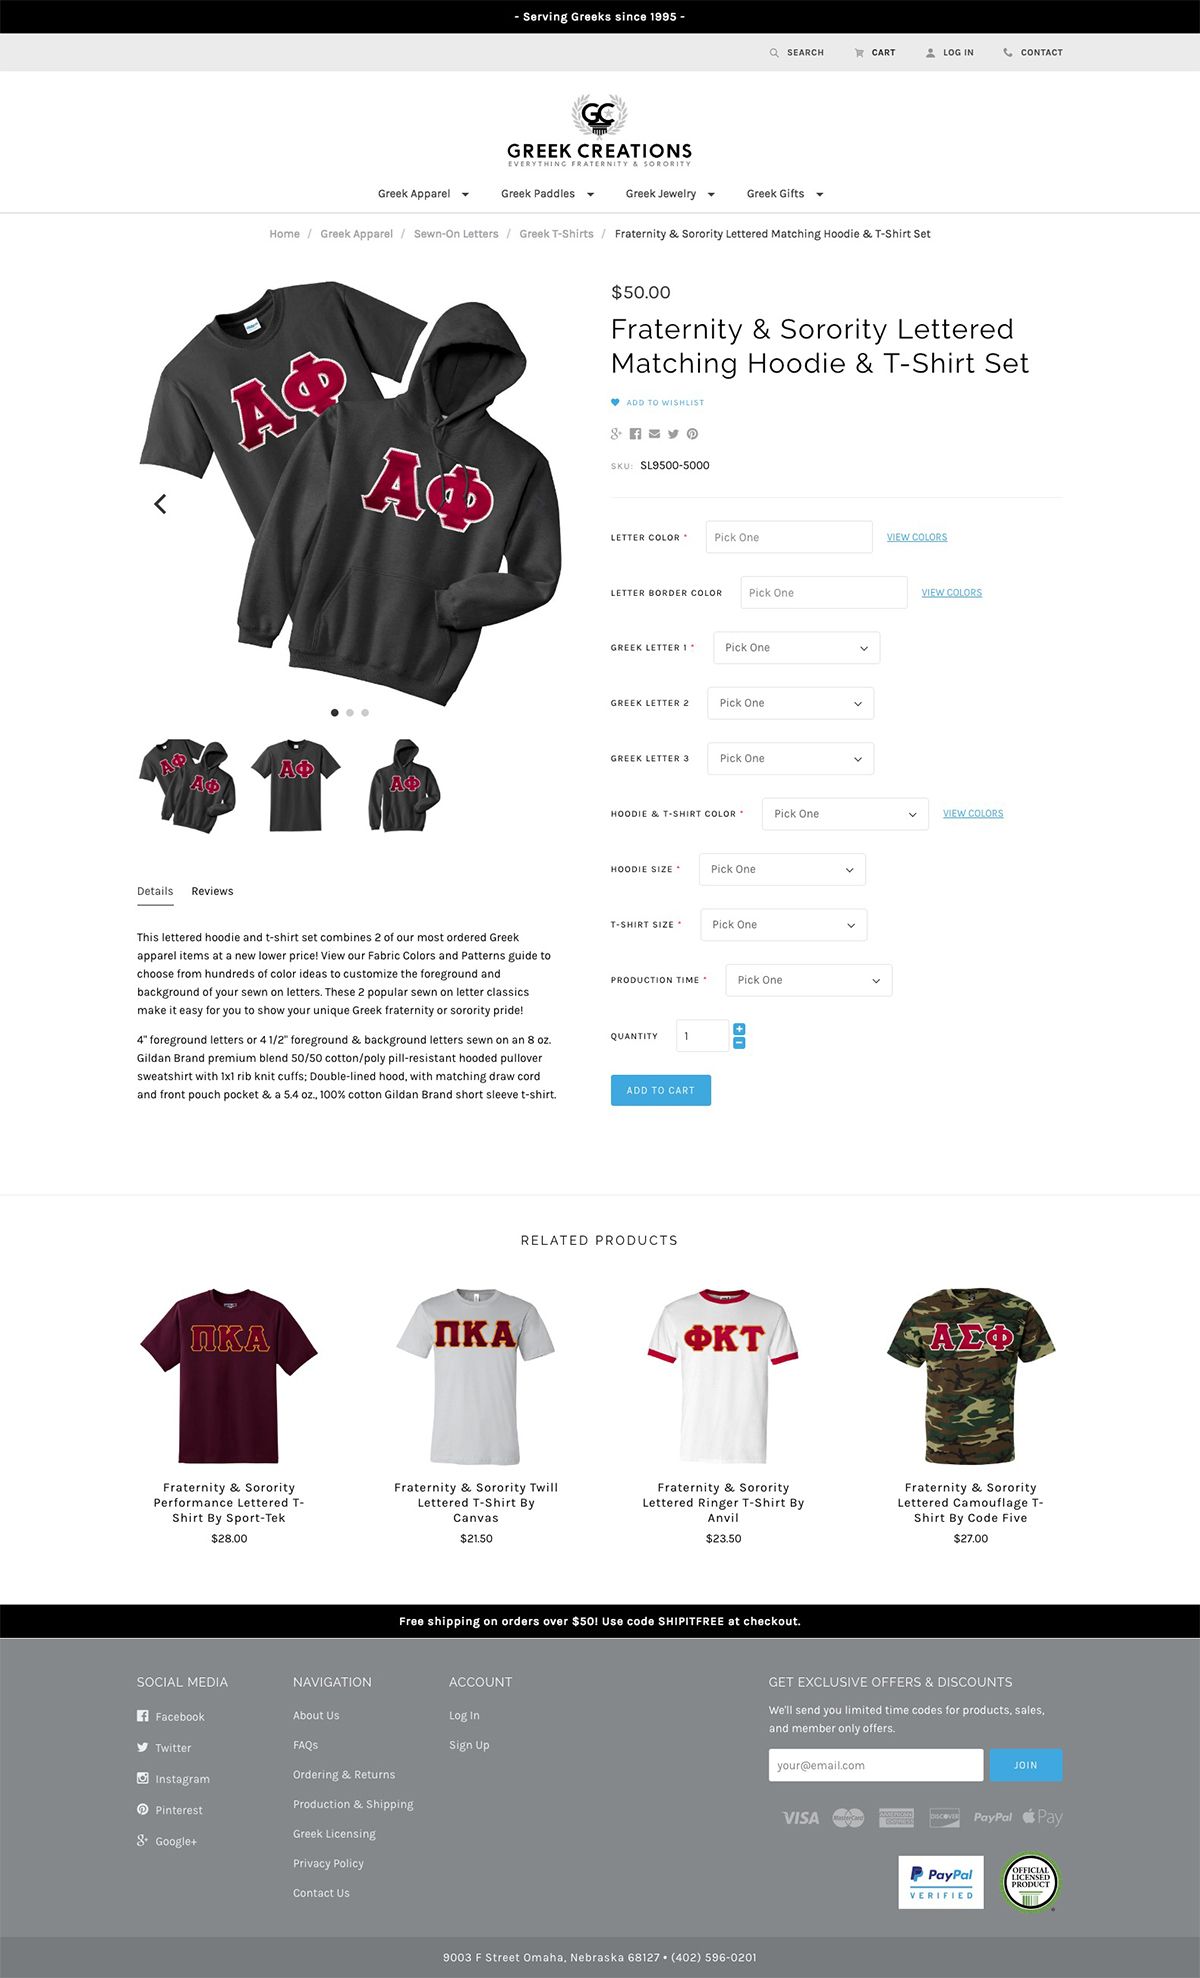 - Serving Greeks since 1995 -
SEARCH CART LOG IN CONTACT
GC
GREEK CREATIONS
EVERYTHING FRATERNITY & SORORITY
Greek Apparel Greek Paddles Greek Jewelry Greek Gifts
Home / Greek Apparel / Sewn-On Letters / Greek T-Shirts / Fraternity & Sorority Lettered Matching Hoodie & T-Shirt Set
ΑΦ
ΑΦ
ΑΦ
ΑΦ
ΑΦ
ΑΦ
Details Reviews
This lettered hoodie and t-shirt set combines 2 of our most ordered Greek
apparel items at a new lower price! View our Fabric Colors and Patterns guide to
choose from hundreds of color ideas to customize the foreground and
background of your sewn on letters. These 2 popular sewn on letter classics
make it easy for you to show your unique Greek fraternity or sorority pride!
4" foreground letters or 4 1/2" foreground & background letters sewn on an 8 oz.
Gildan Brand premium blend 50/50 cotton/poly pill-resistant hooded pullover
sweatshirt with 1x1 rib knit cuffs; Double-lined hood, with matching draw cord
and front pouch pocket & a 5.4 oz., 100% cotton Gildan Brand short sleeve t-shirt.
$50.00
Fraternity & Sorority Lettered
Matching Hoodie & T-Shirt Set
ADD TO WISHLIST
SKU: SL9500-5000
LETTER COLOR * Pick One VIEW COLORS
LETTER BORDER COLOR Pick One VIEW COLORS
GREEK LETTER 1 * Pick One
GREEK LETTER 2 Pick One
GREEK LETTER 3 Pick One
HOODIE & T-SHIRT COLOR * Pick One VIEW COLORS
HOODIE SIZE * Pick One
T-SHIRT SIZE * Pick One
PRODUCTION TIME * Pick One
QUANTITY 1
ADD TO CART
RELATED PRODUCTS
ΠΚΑ
Fraternity & Sorority
Performance Lettered T-
Shirt By Sport-Tek
$28.00
ΠΚΑ
Fraternity & Sorority Twill
Lettered T-Shirt By
Canvas
$21.50
ΦΚΤ
Fraternity & Sorority
Lettered Ringer T-Shirt By
Anvil
$23.50
ΑΣΦ
Fraternity & Sorority
Lettered Camouflage T-
Shirt By Code Five
$27.00
Free shipping on orders over $50! Use code SHIPITFREE at checkout.
SOCIAL MEDIA
Facebook
Twitter
Instagram
Pinterest
Google+
NAVIGATION
About Us
FAQs
Ordering & Returns
Production & Shipping
Greek Licensing
Privacy Policy
Contact Us
ACCOUNT
Log In
Sign Up
GET EXCLUSIVE OFFERS & DISCOUNTS
We'll send you limited time codes for products, sales,
and member only offers.
your@email.com JOIN
VISA MasterCard AMERICAN EXPRESS DISCOVER PayPal Pay
PayPal
VERIFIED
OFFICIAL
LICENSED
PRODUCT
9003 F Street Omaha, Nebraska 68127 • (402) 596-0201